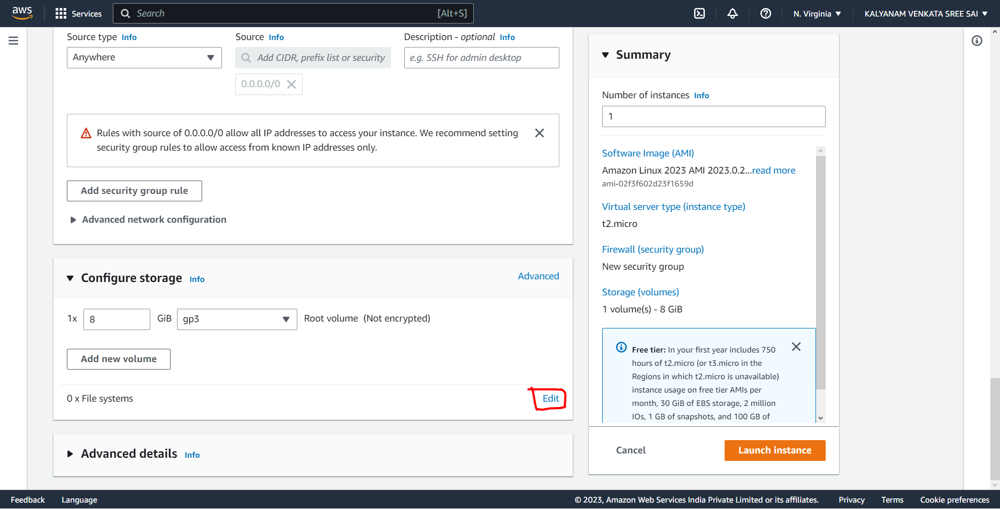 aws
Services
Search
[Alt+S]
N. Virginia
KALYANAM VENKATA SREE SAI
Source type Info
Source Info
Description - optional Info
Anywhere
Add CIDR, prefix list or security
e.g. SSH for admin desktop
0.0.0.0/0
Rules with source of 0.0.0.0/0 allow all IP addresses to access your instance. We recommend setting
security group rules to allow access from known IP addresses only.
Add security group rule
Advanced network configuration
Configure storage Info
Advanced
1x 8 GiB gp3 Root volume (Not encrypted)
Add new volume
0 x File systems
Edit
Advanced details Info
Summary
Number of instances Info
1
Software Image (AMI)
Amazon Linux 2023 AMI 2023.0.2...read more
ami-02f3f602d23f1659d
Virtual server type (instance type)
t2.micro
Firewall (security group)
New security group
Storage (volumes)
1 volume(s) - 8 GiB
Free tier: In your first year includes 750
hours of t2.micro (or t3.micro in the
Regions in which t2.micro is unavailable)
instance usage on free tier AMIs per
month, 30 GiB of EBS storage, 2 million
IOs, 1 GB of snapshots, and 100 GB of
Cancel
Launch instance
Feedback
Language
© 2023, Amazon Web Services India Private Limited or its affiliates.
Privacy
Terms
Cookie preferences